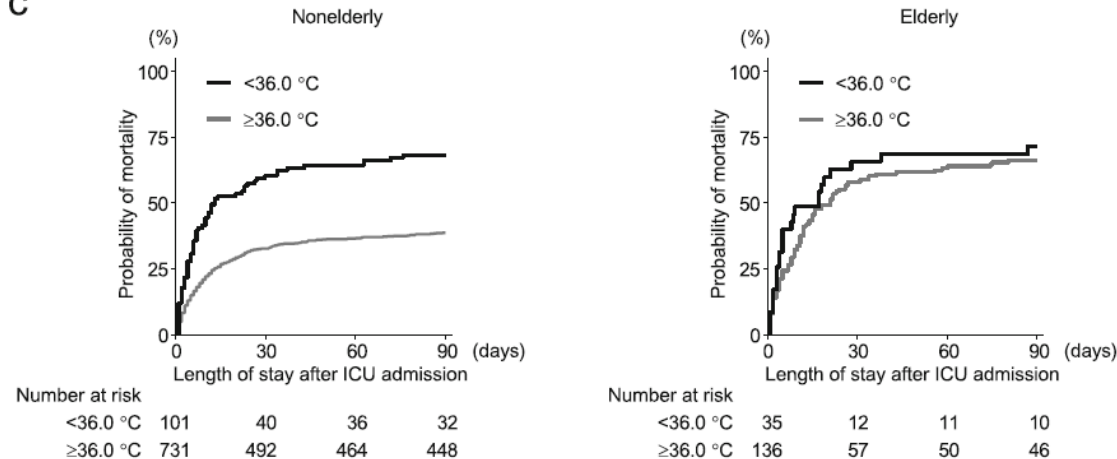 C
Nonelderly
(%)
100
75
50
25
0
Probability of mortality
<36.0 °C
≥36.0 °C
0 30 60 90 (days)
Length of stay after ICU admission
Number at risk
<36.0 °C 101 40 36 32
≥36.0 °C 731 492 464 448
Elderly
(%)
100
75
50
25
0
Probability of mortality
<36.0 °C
≥36.0 °C
0 30 60 90 (days)
Length of stay after ICU admission
Number at risk
<36.0 °C 35 12 11 10
≥36.0 °C 136 57 50 46